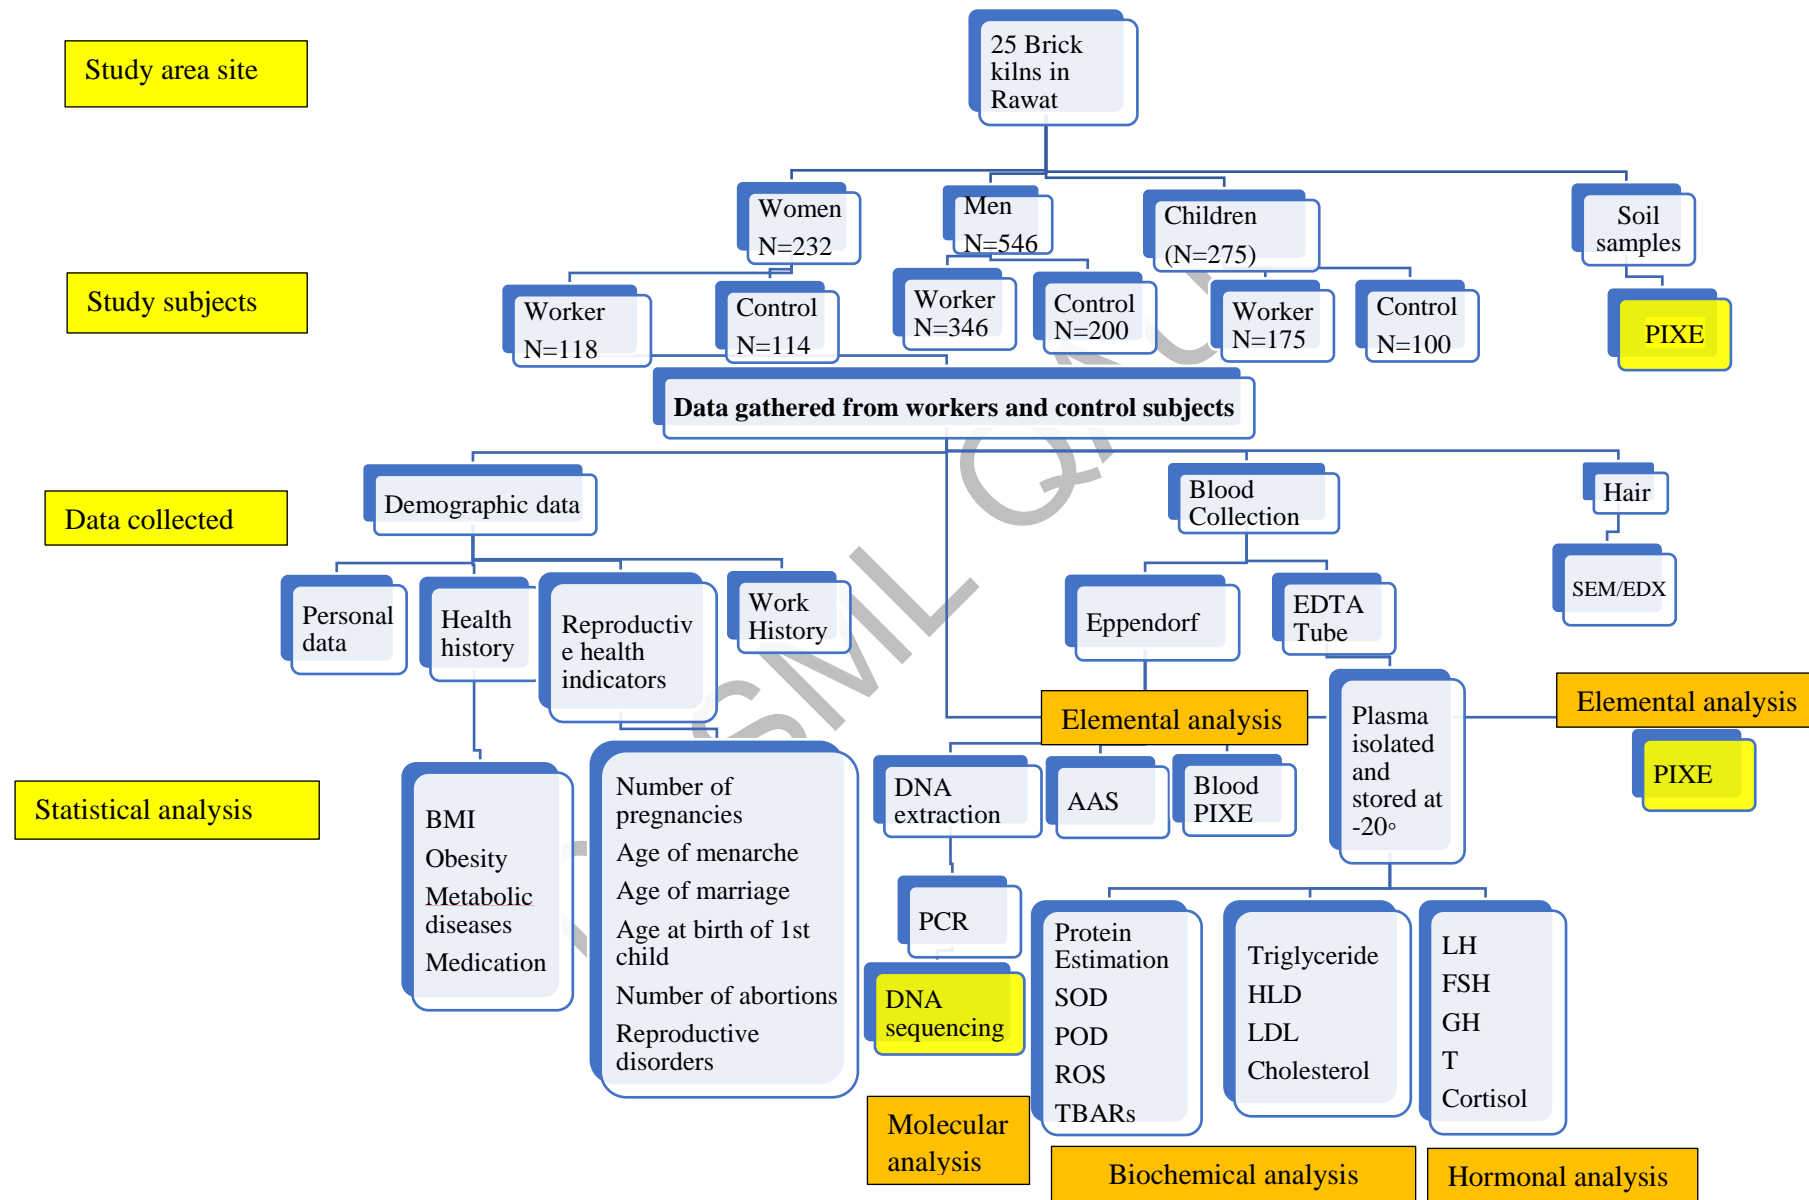 Study area site
25 Brick
kilns in
Rawat
Women
N=232
Men
N=546
Children
(N=275)
Soil
samples
Study subjects
Worker
N=118
Control
N=114
Worker
N=346
Control
N=200
Worker
N=175
Control
N=100
PIXE
Data gathered from workers and control subjects
Data collected
Demographic data
Blood
Collection
Hair
Personal
data
Health
history
Reproductiv
e health
indicators
Work
History
Eppendorf
EDTA
Tube
SEM/EDX
Elemental analysis
Elemental analysis
Statistical analysis
BMI
Obesity
Metabolic
diseases
Medication
Number of
pregnancies
Age of menarche
Age of marriage
Age at birth of 1st
child
Number of abortions
Reproductive
disorders
DNA
extraction
AAS
Blood
PIXE
Plasma
isolated
and
stored at
-20°
PIXE
PCR
DNA
sequencing
Protein
Estimation
SOD
POD
ROS
TBARs
Triglyceride
HLD
LDL
Cholesterol
LH
FSH
GH
T
Cortisol
Molecular
analysis
Biochemical analysis
Hormonal analysis